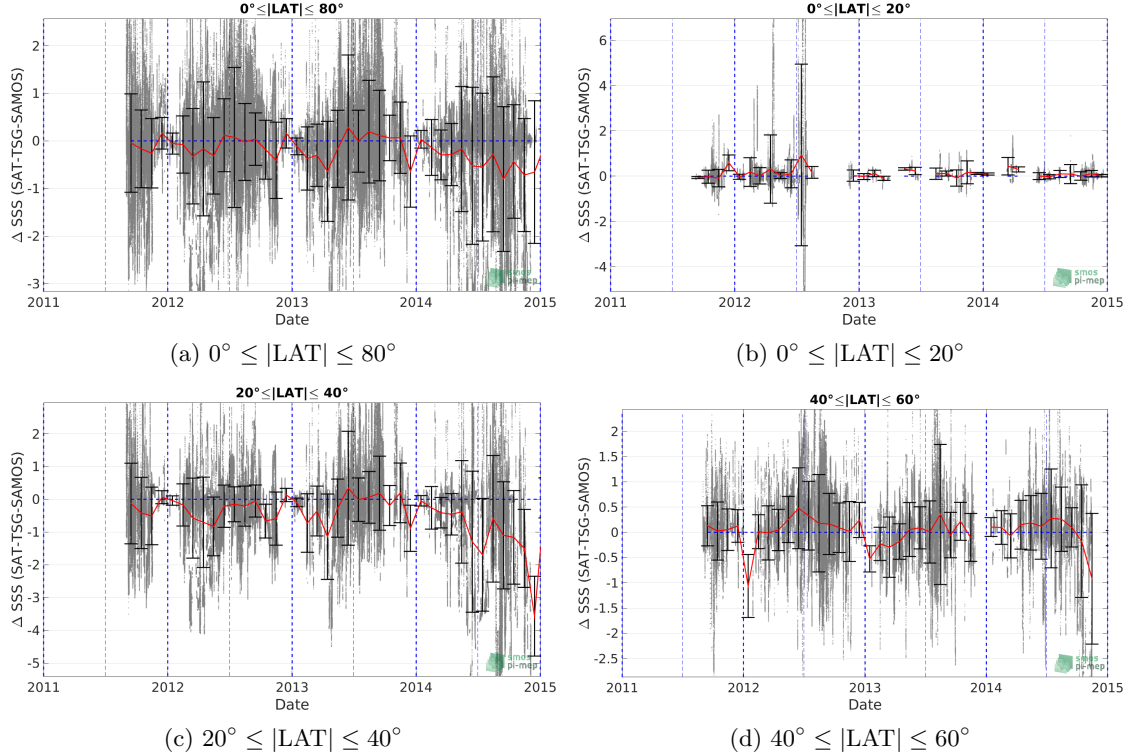 0°≤|LAT|≤ 80°
Δ SSS (SAT-TSG-SAMOS)
2
1
0
-1
-2
-3
2011
2012
2013
2014
2015
Date
smos
pi-mep
(a) 0° ≤ |LAT| ≤ 80°
0°≤|LAT|≤ 20°
Δ SSS (SAT-TSG-SAMOS)
6
4
2
0
-2
-4
2011
2012
2013
2014
2015
Date
smos
pi-mep
(b) 0° ≤ |LAT| ≤ 20°
20°≤|LAT|≤ 40°
Δ SSS (SAT-TSG-SAMOS)
2
1
0
-1
-2
-3
-4
-5
2011
2012
2013
2014
2015
Date
smos
pi-mep
(c) 20° ≤ |LAT| ≤ 40°
40°≤|LAT|≤ 60°
Δ SSS (SAT-TSG-SAMOS)
2
1.5
1
0.5
0
-0.5
-1
-1.5
-2
-2.5
2011
2012
2013
2014
2015
Date
smos
pi-mep
(d) 40° ≤ |LAT| ≤ 60°